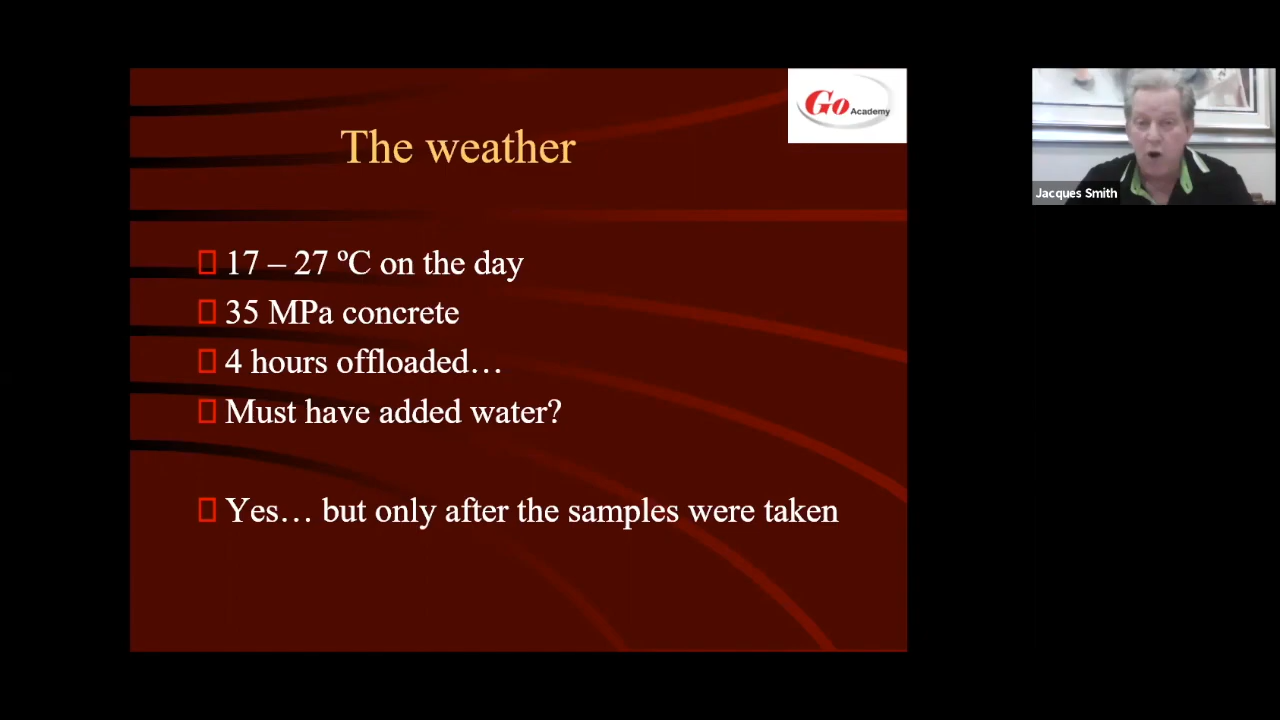 Go Academy
The weather
17 – 27 ºC on the day
35 MPa concrete
4 hours offloaded…
Must have added water?
Yes… but only after the samples were taken
Jacques Smith